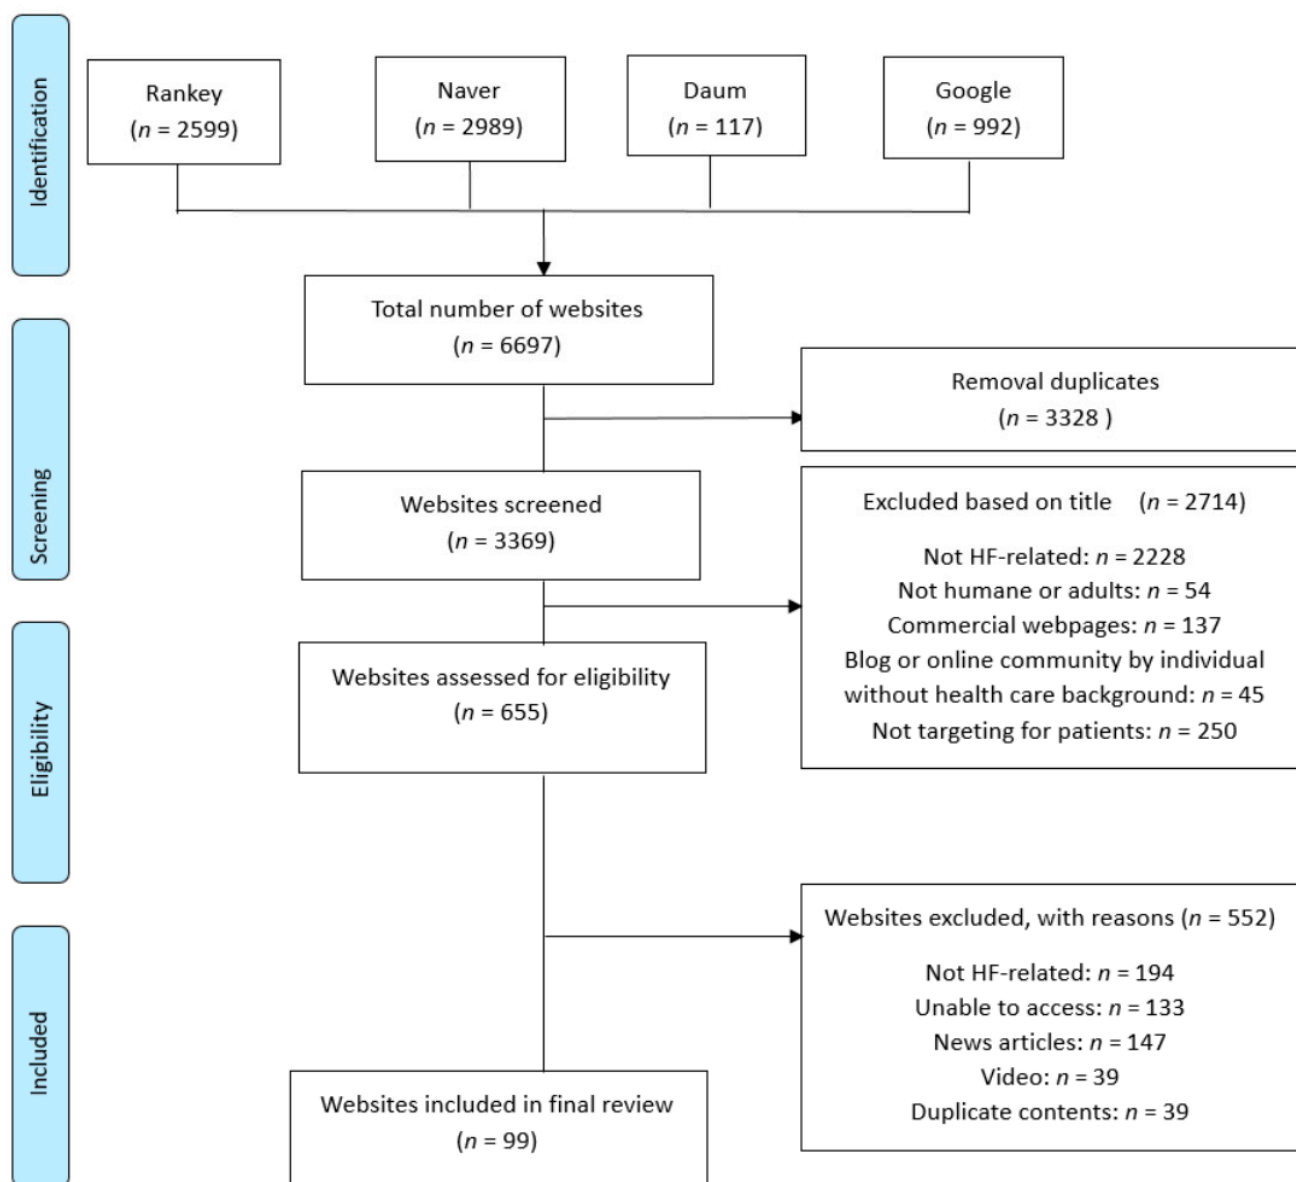 Identification
Rankey
(n = 2599)
Naver
(n = 2989)
Daum
(n = 117)
Google
(n = 992)
Total number of websites
(n = 6697)
Screening
Removal duplicates
(n = 3328 )
Websites screened
(n = 3369)
Excluded based on title (n = 2714)
Not HF-related: n = 2228
Not humane or adults: n = 54
Commercial webpages: n = 137
Blog or online community by individual
without health care background: n = 45
Not targeting for patients: n = 250
Eligibility
Websites assessed for eligibility
(n = 655)
Websites excluded, with reasons (n = 552)
Not HF-related: n = 194
Unable to access: n = 133
News articles: n = 147
Video: n = 39
Duplicate contents: n = 39
Included
Websites included in final review
(n = 99)